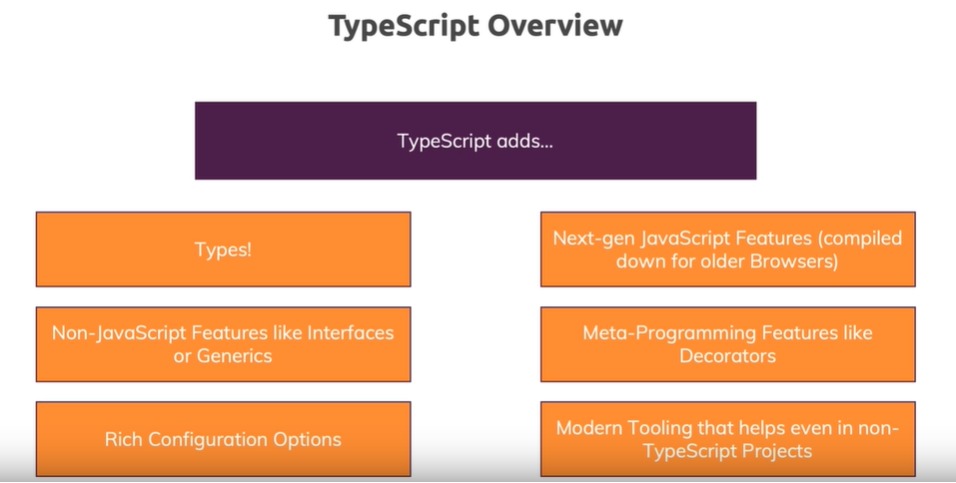 TypeScript Overview
TypeScript adds...
Types!
Next-gen JavaScript Features (compiled
down for older Browsers)
Non-JavaScript Features like Interfaces
or Generics
Meta-Programming Features like
Decorators
Rich Configuration Options
Modern Tooling that helps even in non-
TypeScript Projects